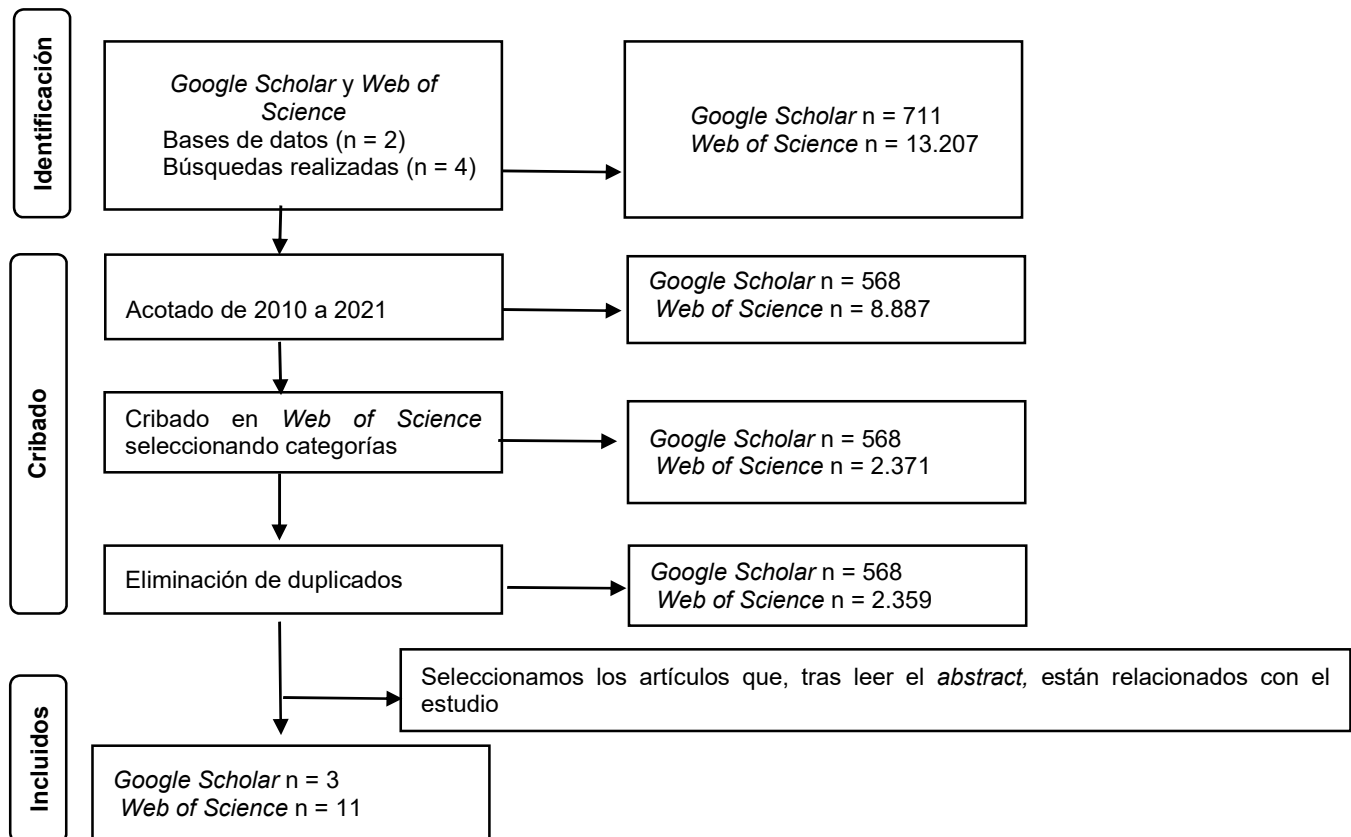 Identificación
Google Scholar y Web of
Science
Bases de datos (n = 2)
Búsquedas realizadas (n = 4)
Google Scholar n = 711
Web of Science n = 13.207
Cribado
Acotado de 2010 a 2021
Google Scholar n = 568
Web of Science n = 8.887
Cribado en Web of Science
seleccionando categorías
Google Scholar n = 568
Web of Science n = 2.371
Eliminación de duplicados
Google Scholar n = 568
Web of Science n = 2.359
Incluidos
Seleccionamos los artículos que, tras leer el abstract, están relacionados con el
estudio
Google Scholar n = 3
Web of Science n = 11